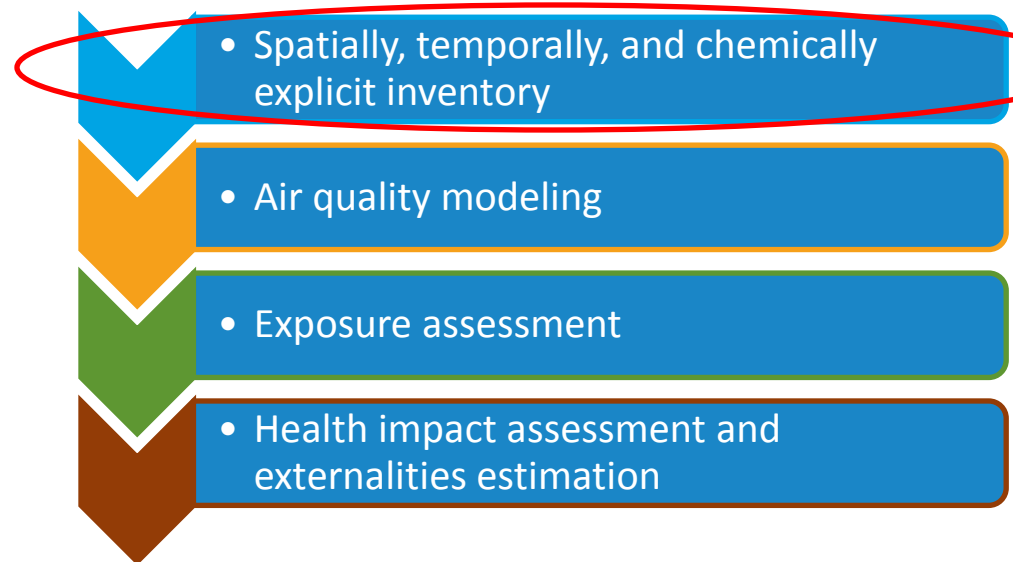 • Spatially, temporally, and chemically
explicit inventory
• Air quality modeling
• Exposure assessment
• Health impact assessment and
externalities estimation